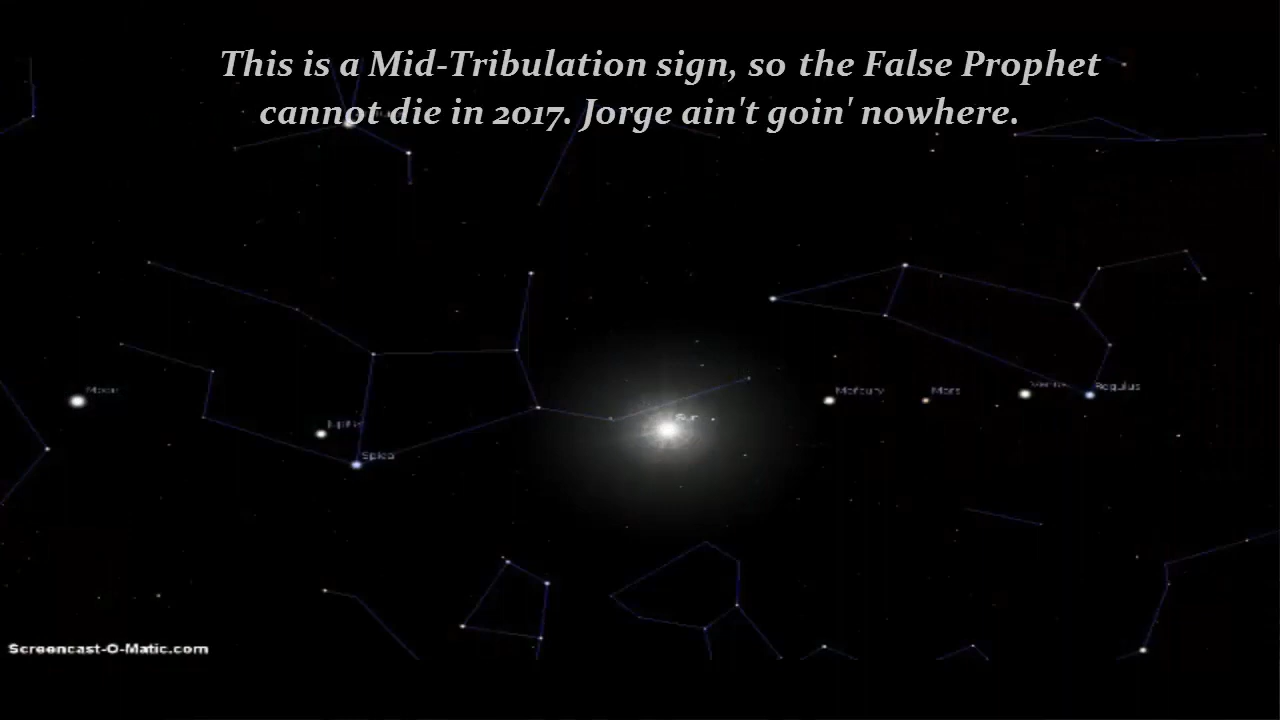 This is a Mid-Tribulation sign, so the False Prophet
cannot die in 2017. Jorge ain't goin' nowhere.
Moon
Jupiter
Spica
Sun
Mercury
Mars
Venus
Regulus
Screencast-O-Matic.com